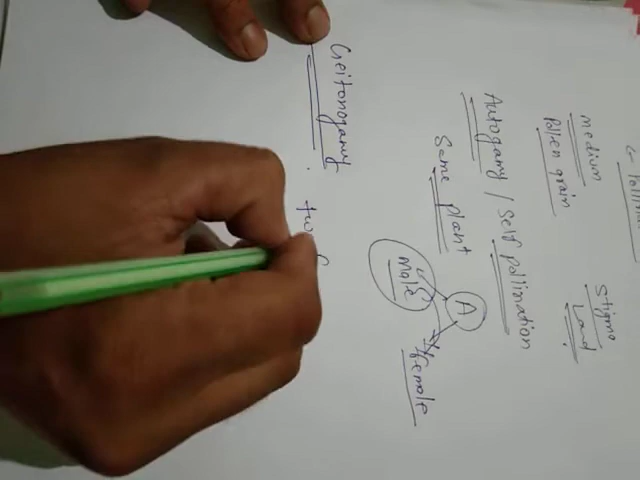 medium
Pollen grain
Stigma
Land.
Autogamy / Self pollination
Same plant
male
A
female
Geitonogamy.